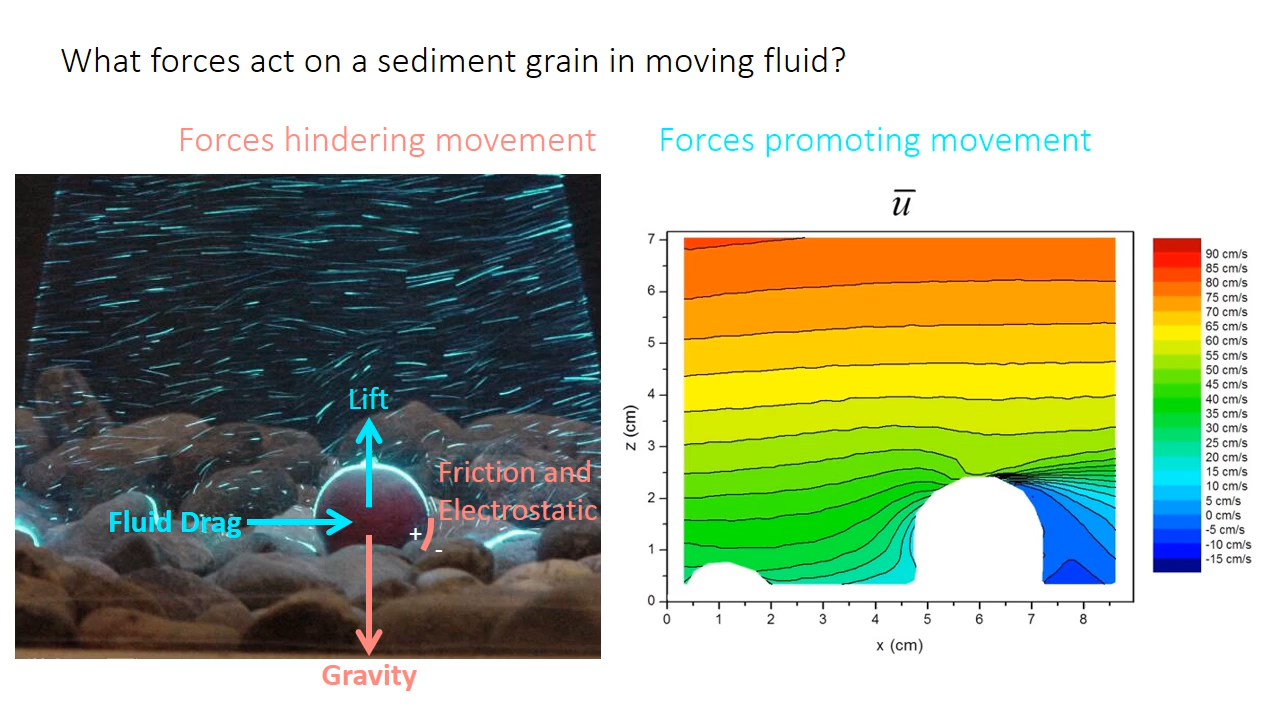 What forces act on a sediment grain in moving fluid?
Forces hindering movement
Forces promoting movement
Lift
Friction and
Electrostatic
Fluid Drag
+
-
Gravity
u̅
z (cm)
7
6
5
4
3
2
1
0
0 1 2 3 4 5 6 7 8
x (cm)
90 cm/s
85 cm/s
80 cm/s
75 cm/s
70 cm/s
65 cm/s
60 cm/s
55 cm/s
50 cm/s
45 cm/s
40 cm/s
35 cm/s
30 cm/s
25 cm/s
20 cm/s
15 cm/s
10 cm/s
5 cm/s
0 cm/s
-5 cm/s
-10 cm/s
-15 cm/s